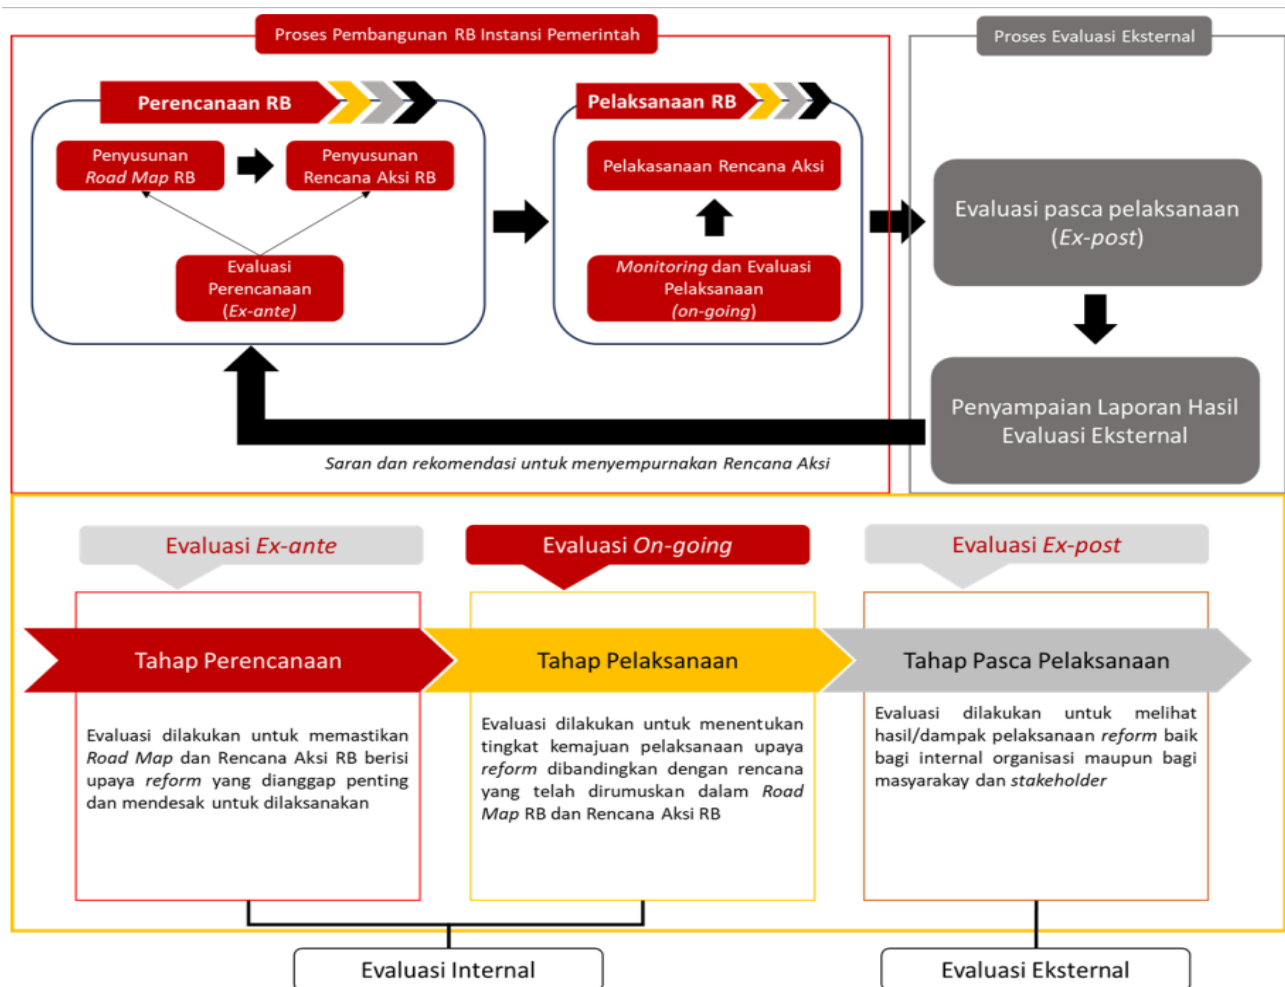 Proses Pembangunan RB Instansi Pemerintah
Proses Evaluasi Eksternal
Perencanaan RB
Pelaksanaan RB
Penyusunan
Road Map RB
Penyusunan
Rencana Aksi RB
Evaluasi
Perencanaan
(Ex-ante)
Pelakasanaan Rencana Aksi
Monitoring dan Evaluasi
Pelaksanaan
(on-going)
Evaluasi pasca pelaksanaan
(Ex-post)
Penyampaian Laporan Hasil
Evaluasi Eksternal
Saran dan rekomendasi untuk menyempurnakan Rencana Aksi
Evaluasi Ex-ante
Evaluasi On-going
Evaluasi Ex-post
Tahap Perencanaan
Tahap Pelaksanaan
Tahap Pasca Pelaksanaan
Evaluasi dilakukan untuk memastikan
Road Map dan Rencana Aksi RB berisi
upaya reform yang dianggap penting
dan mendesak untuk dilaksanakan
Evaluasi dilakukan untuk menentukan
tingkat kemajuan pelaksanaan upaya
reform dibandingkan dengan rencana
yang telah dirumuskan dalam Road
Map RB dan Rencana Aksi RB
Evaluasi dilakukan untuk melihat
hasil/dampak pelaksanaan reform baik
bagi internal organisasi maupun bagi
masyarakay dan stakeholder
Evaluasi Internal
Evaluasi Eksternal